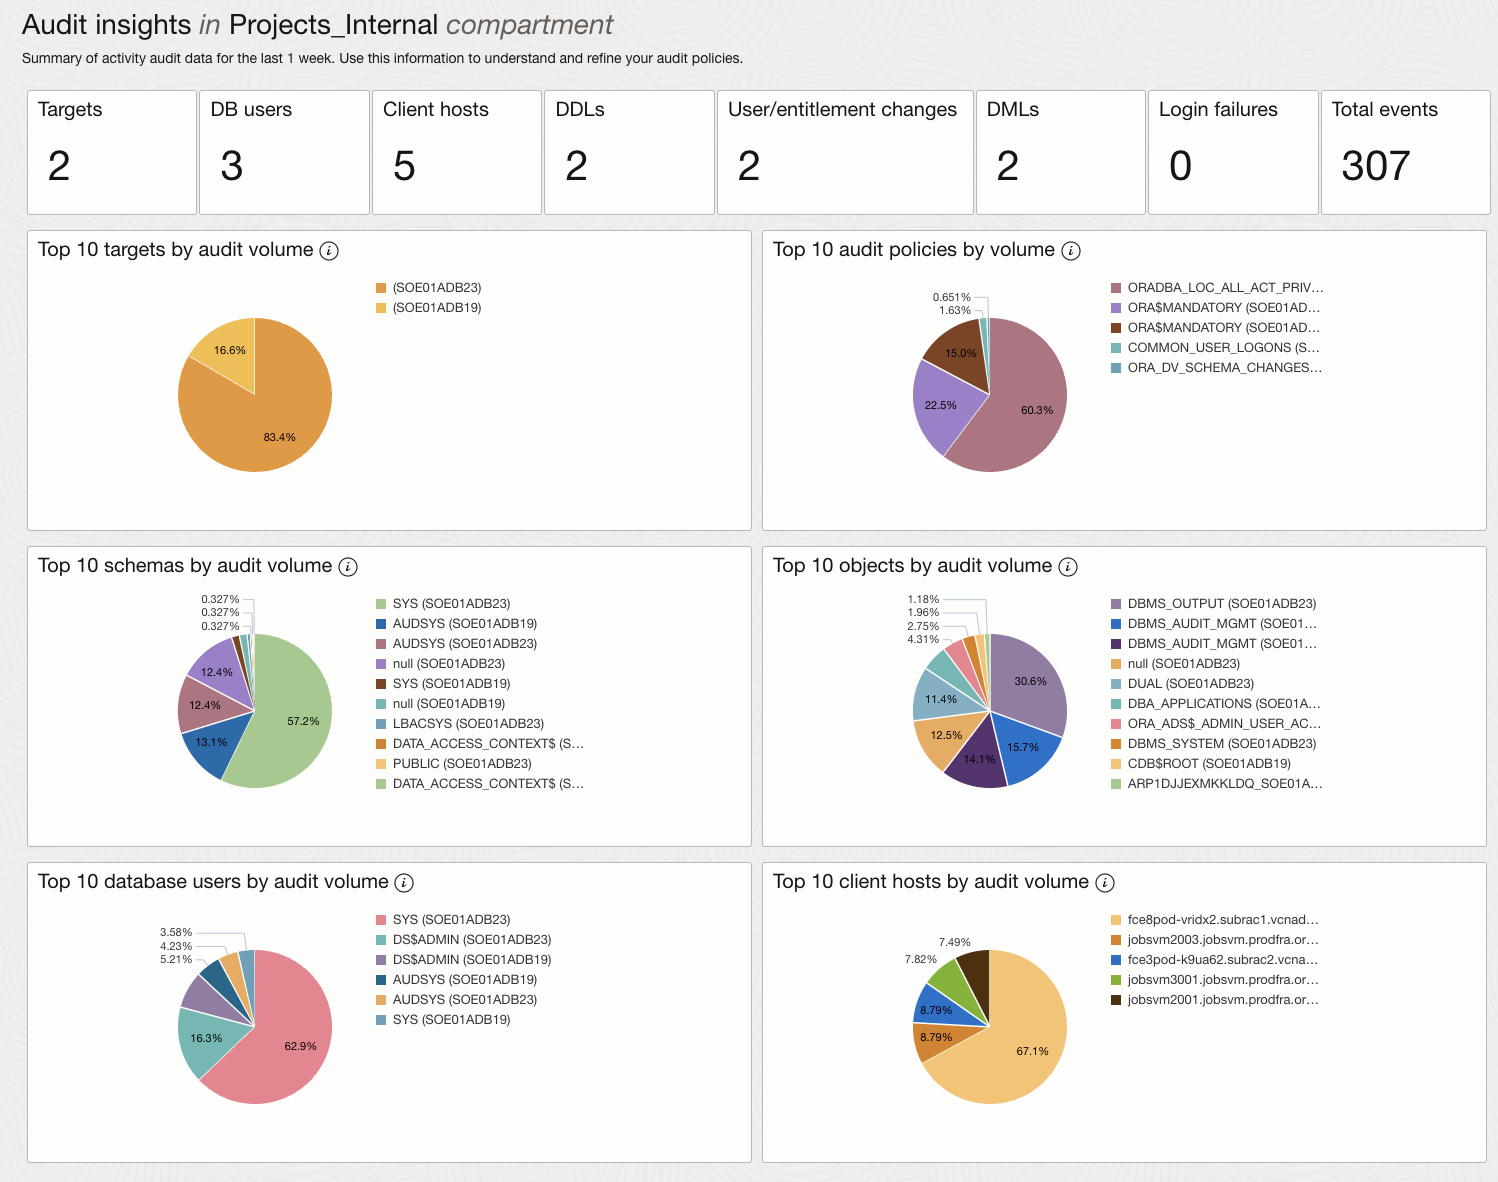 Audit insights in Projects_Internal compartment
Summary of activity audit data for the last 1 week. Use this information to understand and refine your audit policies.
Targets
2
DB users
3
Client hosts
5
DDLs
2
User/entitlement changes
2
DMLs
2
Login failures
0
Total events
307
Top 10 targets by audit volume
16.6%
83.4%
(SOE01ADB23)
(SOE01ADB19)
Top 10 audit policies by volume
0.651%
1.63%
15.0%
22.5%
60.3%
ORADBA_LOC_ALL_ACT_PRIV...
ORA$MANDATORY (SOE01AD...
ORA$MANDATORY (SOE01AD...
COMMON_USER_LOGONS (S...
ORA_DV_SCHEMA_CHANGES...
Top 10 schemas by audit volume
0.327%
0.327%
0.327%
12.4%
12.4%
13.1%
57.2%
SYS (SOE01ADB23)
AUDSYS (SOE01ADB19)
AUDSYS (SOE01ADB23)
null (SOE01ADB23)
SYS (SOE01ADB19)
null (SOE01ADB19)
LBACSYS (SOE01ADB23)
DATA_ACCESS_CONTEXT$ (S...
PUBLIC (SOE01ADB23)
DATA_ACCESS_CONTEXT$ (S...
Top 10 objects by audit volume
1.18%
1.96%
2.75%
4.31%
11.4%
12.5%
14.1%
15.7%
30.6%
DBMS_OUTPUT (SOE01ADB23)
DBMS_AUDIT_MGMT (SOE01...
DBMS_AUDIT_MGMT (SOE01...
null (SOE01ADB23)
DUAL (SOE01ADB23)
DBA_APPLICATIONS (SOE01A...
ORA_ADS$_ADMIN_USER_AC...
DBMS_SYSTEM (SOE01ADB23)
CDB$ROOT (SOE01ADB19)
ARP1DJJEXMKKLDQ_SOE01A...
Top 10 database users by audit volume
3.58%
4.23%
5.21%
16.3%
62.9%
SYS (SOE01ADB23)
DS$ADMIN (SOE01ADB23)
DS$ADMIN (SOE01ADB19)
AUDSYS (SOE01ADB19)
AUDSYS (SOE01ADB23)
SYS (SOE01ADB19)
Top 10 client hosts by audit volume
7.49%
7.82%
8.79%
8.79%
67.1%
fce8pod-vridx2.subrac1.vcnad...
jobsvm2003.jobsvm.prodfra.or...
fce3pod-k9ua62.subrac2.vcna...
jobsvm3001.jobsvm.prodfra.or...
jobsvm2001.jobsvm.prodfra.or...